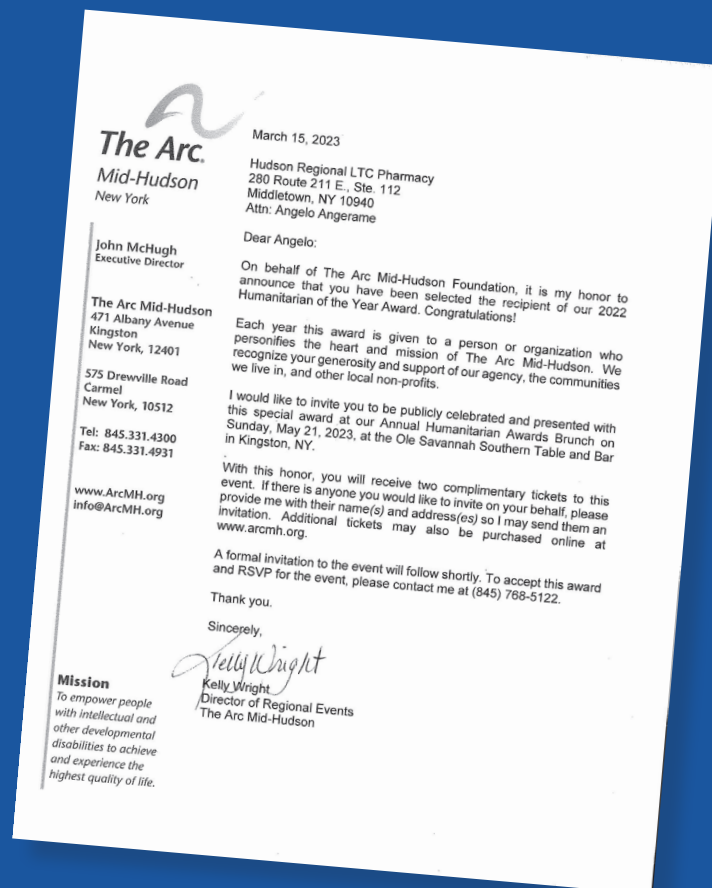 The Arc.
Mid-Hudson
New York
John McHugh
Executive Director
The Arc Mid-Hudson
471 Albany Avenue
Kingston
New York, 12401
575 Drewville Road
Carmel
New York, 10512
Tel: 845.331.4300
Fax: 845.331.4931
www.ArcMH.org
info@ArcMH.org
Mission
To empower people
with intellectual and
other developmental
disabilities to achieve
and experience the
highest quality of life.
March 15, 2023
Hudson Regional LTC Pharmacy
280 Route 211 E., Ste. 112
Middletown, NY 10940
Attn: Angelo Angerame
Dear Angelo:
On behalf of The Arc Mid-Hudson Foundation, it is my honor to
announce that you have been selected the recipient of our 2022
Humanitarian of the Year Award. Congratulations!
Each year this award is given to a person or organization who
personifies the heart and mission of The Arc Mid-Hudson. We
recognize your generosity and support of our agency, the communities
we live in, and other local non-profits.
I would like to invite you to be publicly celebrated and presented with
this special award at our Annual Humanitarian Awards Brunch on
Sunday, May 21, 2023, at the Ole Savannah Southern Table and Bar
in Kingston, NY.
With this honor, you will receive two complimentary tickets to this
event. If there is anyone you would like to invite on your behalf, please
provide me with their name(s) and address(es) so I may send them an
invitation. Additional tickets may also be purchased online at
www.arcmh.org.
A formal invitation to the event will follow shortly. To accept this award
and RSVP for the event, please contact me at (845) 768-5122.
Thank you.
Sincerely,
Kelly Wright
Kelly Wright
Director of Regional Events
The Arc Mid-Hudson